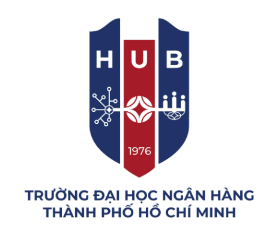 H U B
1976
TRƯỜNG ĐẠI HỌC NGÂN HÀNG
THÀNH PHỐ HỒ CHÍ MINH